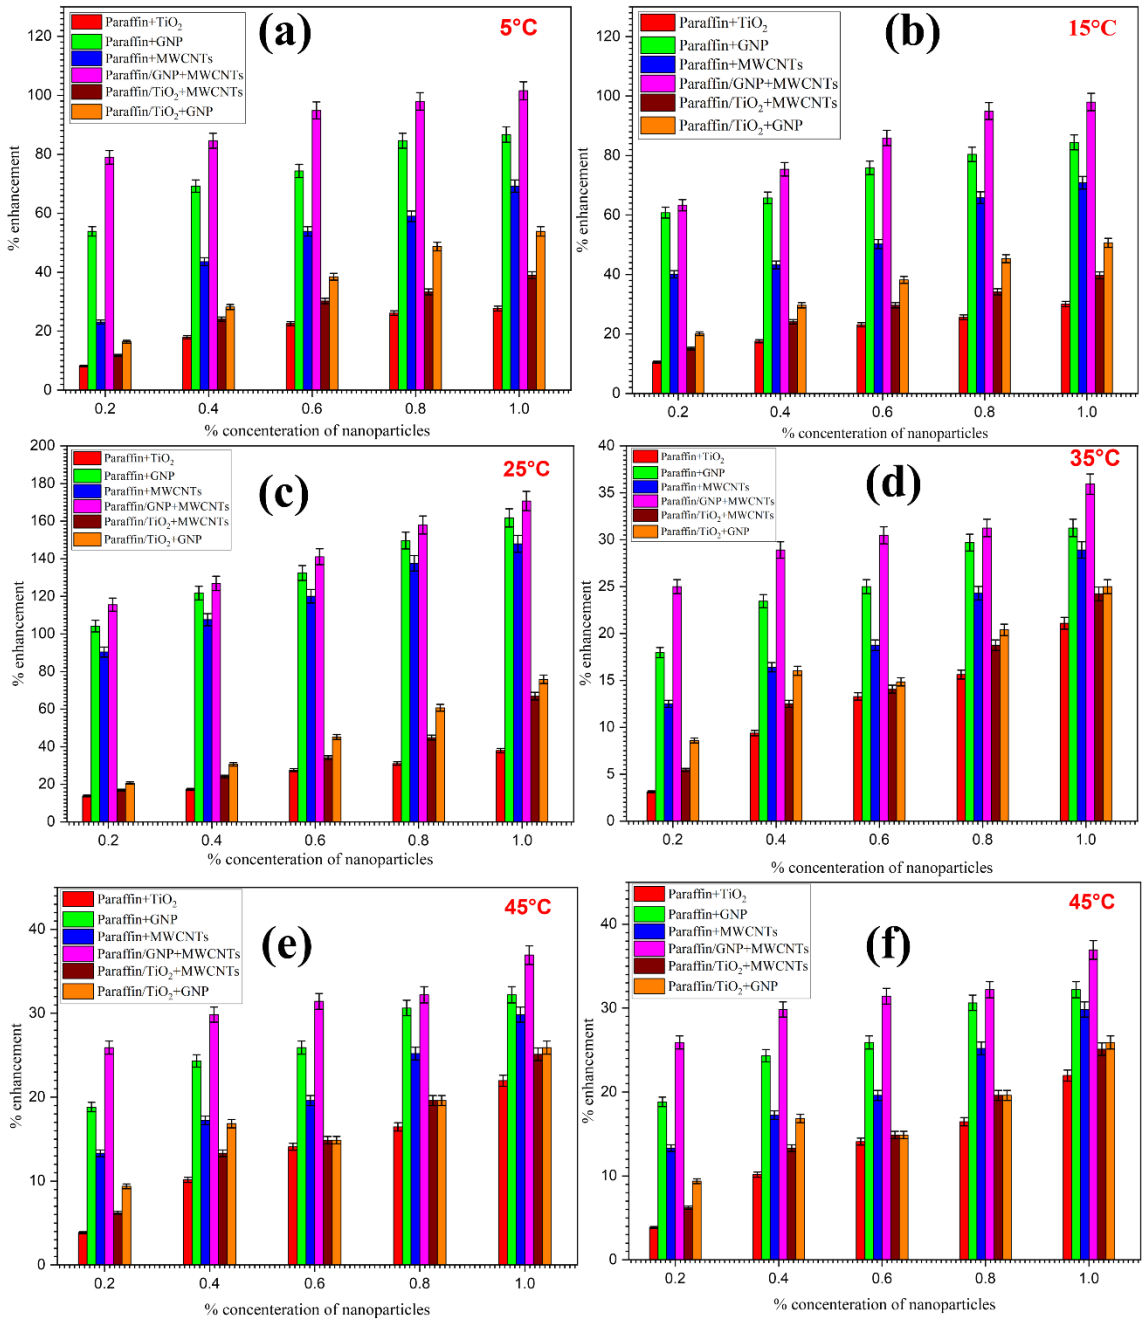 (a)
5°C
Paraffin+TiO₂
Paraffin+GNP
Paraffin+MWCNTs
Paraffin/GNP+MWCNTs
Paraffin/TiO₂+MWCNTs
Paraffin/TiO₂+GNP
% enhancement
120
100
80
60
40
20
0
0.2 0.4 0.6 0.8 1.0
% concenteration of nanoparticles
(b)
15°C
Paraffin+TiO₂
Paraffin+GNP
Paraffin+MWCNTs
Paraffin/GNP+MWCNTs
Paraffin/TiO₂+MWCNTs
Paraffin/TiO₂+GNP
% enhancement
120
100
80
60
40
20
0
0.2 0.4 0.6 0.8 1.0
% concenteration of nanoparticles
(c)
25°C
Paraffin+TiO₂
Paraffin+GNP
Paraffin+MWCNTs
Paraffin/GNP+MWCNTs
Paraffin/TiO₂+MWCNTs
Paraffin/TiO₂+GNP
% enhancement
200
180
160
140
120
100
80
60
40
20
0
0.2 0.4 0.6 0.8 1.0
% concenteration of nanoparticles
(d)
35°C
Paraffin+TiO₂
Paraffin+GNP
Paraffin+MWCNTs
Paraffin/GNP+MWCNTs
Paraffin/TiO₂+MWCNTs
Paraffin/TiO₂+GNP
% enhancement
40
35
30
25
20
15
10
5
0
0.2 0.4 0.6 0.8 1.0
% concenteration of nanoparticles
(e)
45°C
Paraffin+TiO₂
Paraffin+GNP
Paraffin+MWCNTs
Paraffin/GNP+MWCNTs
Paraffin/TiO₂+MWCNTs
Paraffin/TiO₂+GNP
% enhancement
40
30
20
10
0
0.2 0.4 0.6 0.8 1.0
% concenteration of nanoparticles
(f)
45°C
Paraffin+TiO₂
Paraffin+GNP
Paraffin+MWCNTs
Paraffin/GNP+MWCNTs
Paraffin/TiO₂+MWCNTs
Paraffin/TiO₂+GNP
% enhancement
40
30
20
10
0
0.2 0.4 0.6 0.8 1.0
% concenteration of nanoparticles